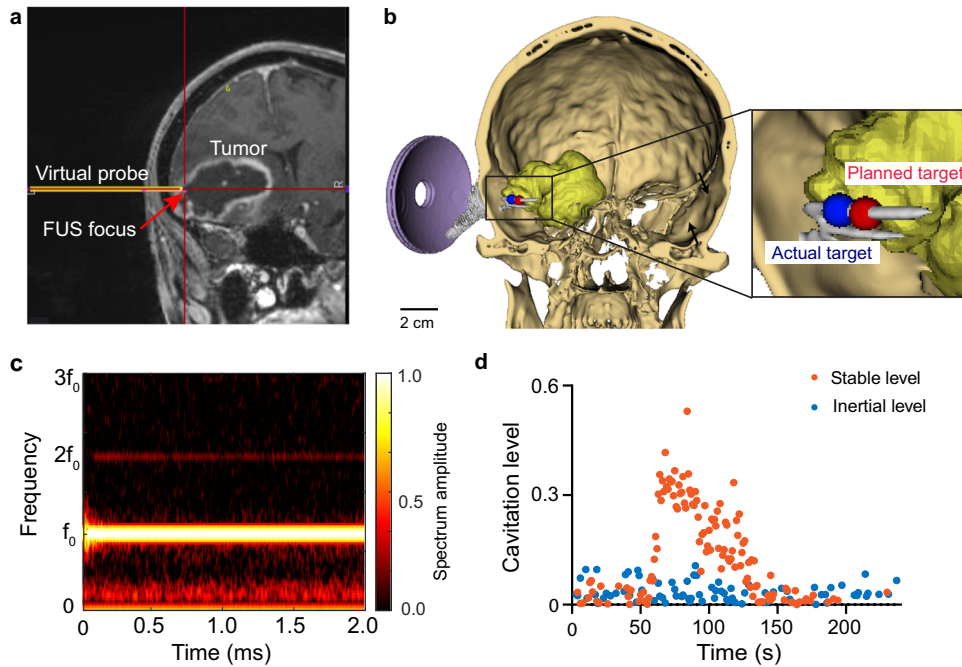 a
Tumor
Virtual probe
FUS focus
R
b
Planned target
Actual target
2 cm
c
3f₀
2f₀
f₀
0
Frequency
0
0.5
1.0
1.5
2.0
Time (ms)
1.0
0.5
0.0
Spectrum amplitude
d
Stable level
Inertial level
0.6
0.3
0
Cavitation level
0
50
100
150
200
Time (s)